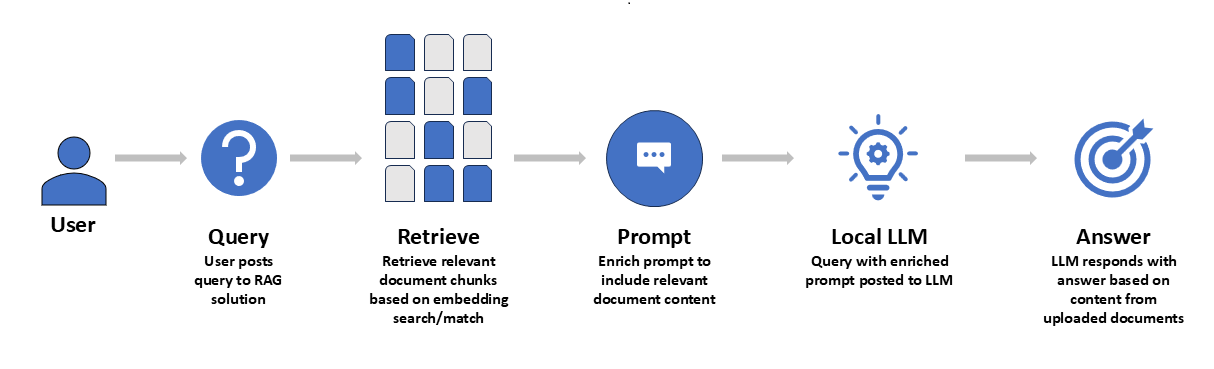 User
Query
User posts
query to RAG
solution
Retrieve
Retrieve relevant
document chunks
based on embedding
search/match
Prompt
Enrich prompt to
include relevant
document content
Local LLM
Query with enriched
prompt posted to LLM
Answer
LLM responds with
answer based on
content from
uploaded documents